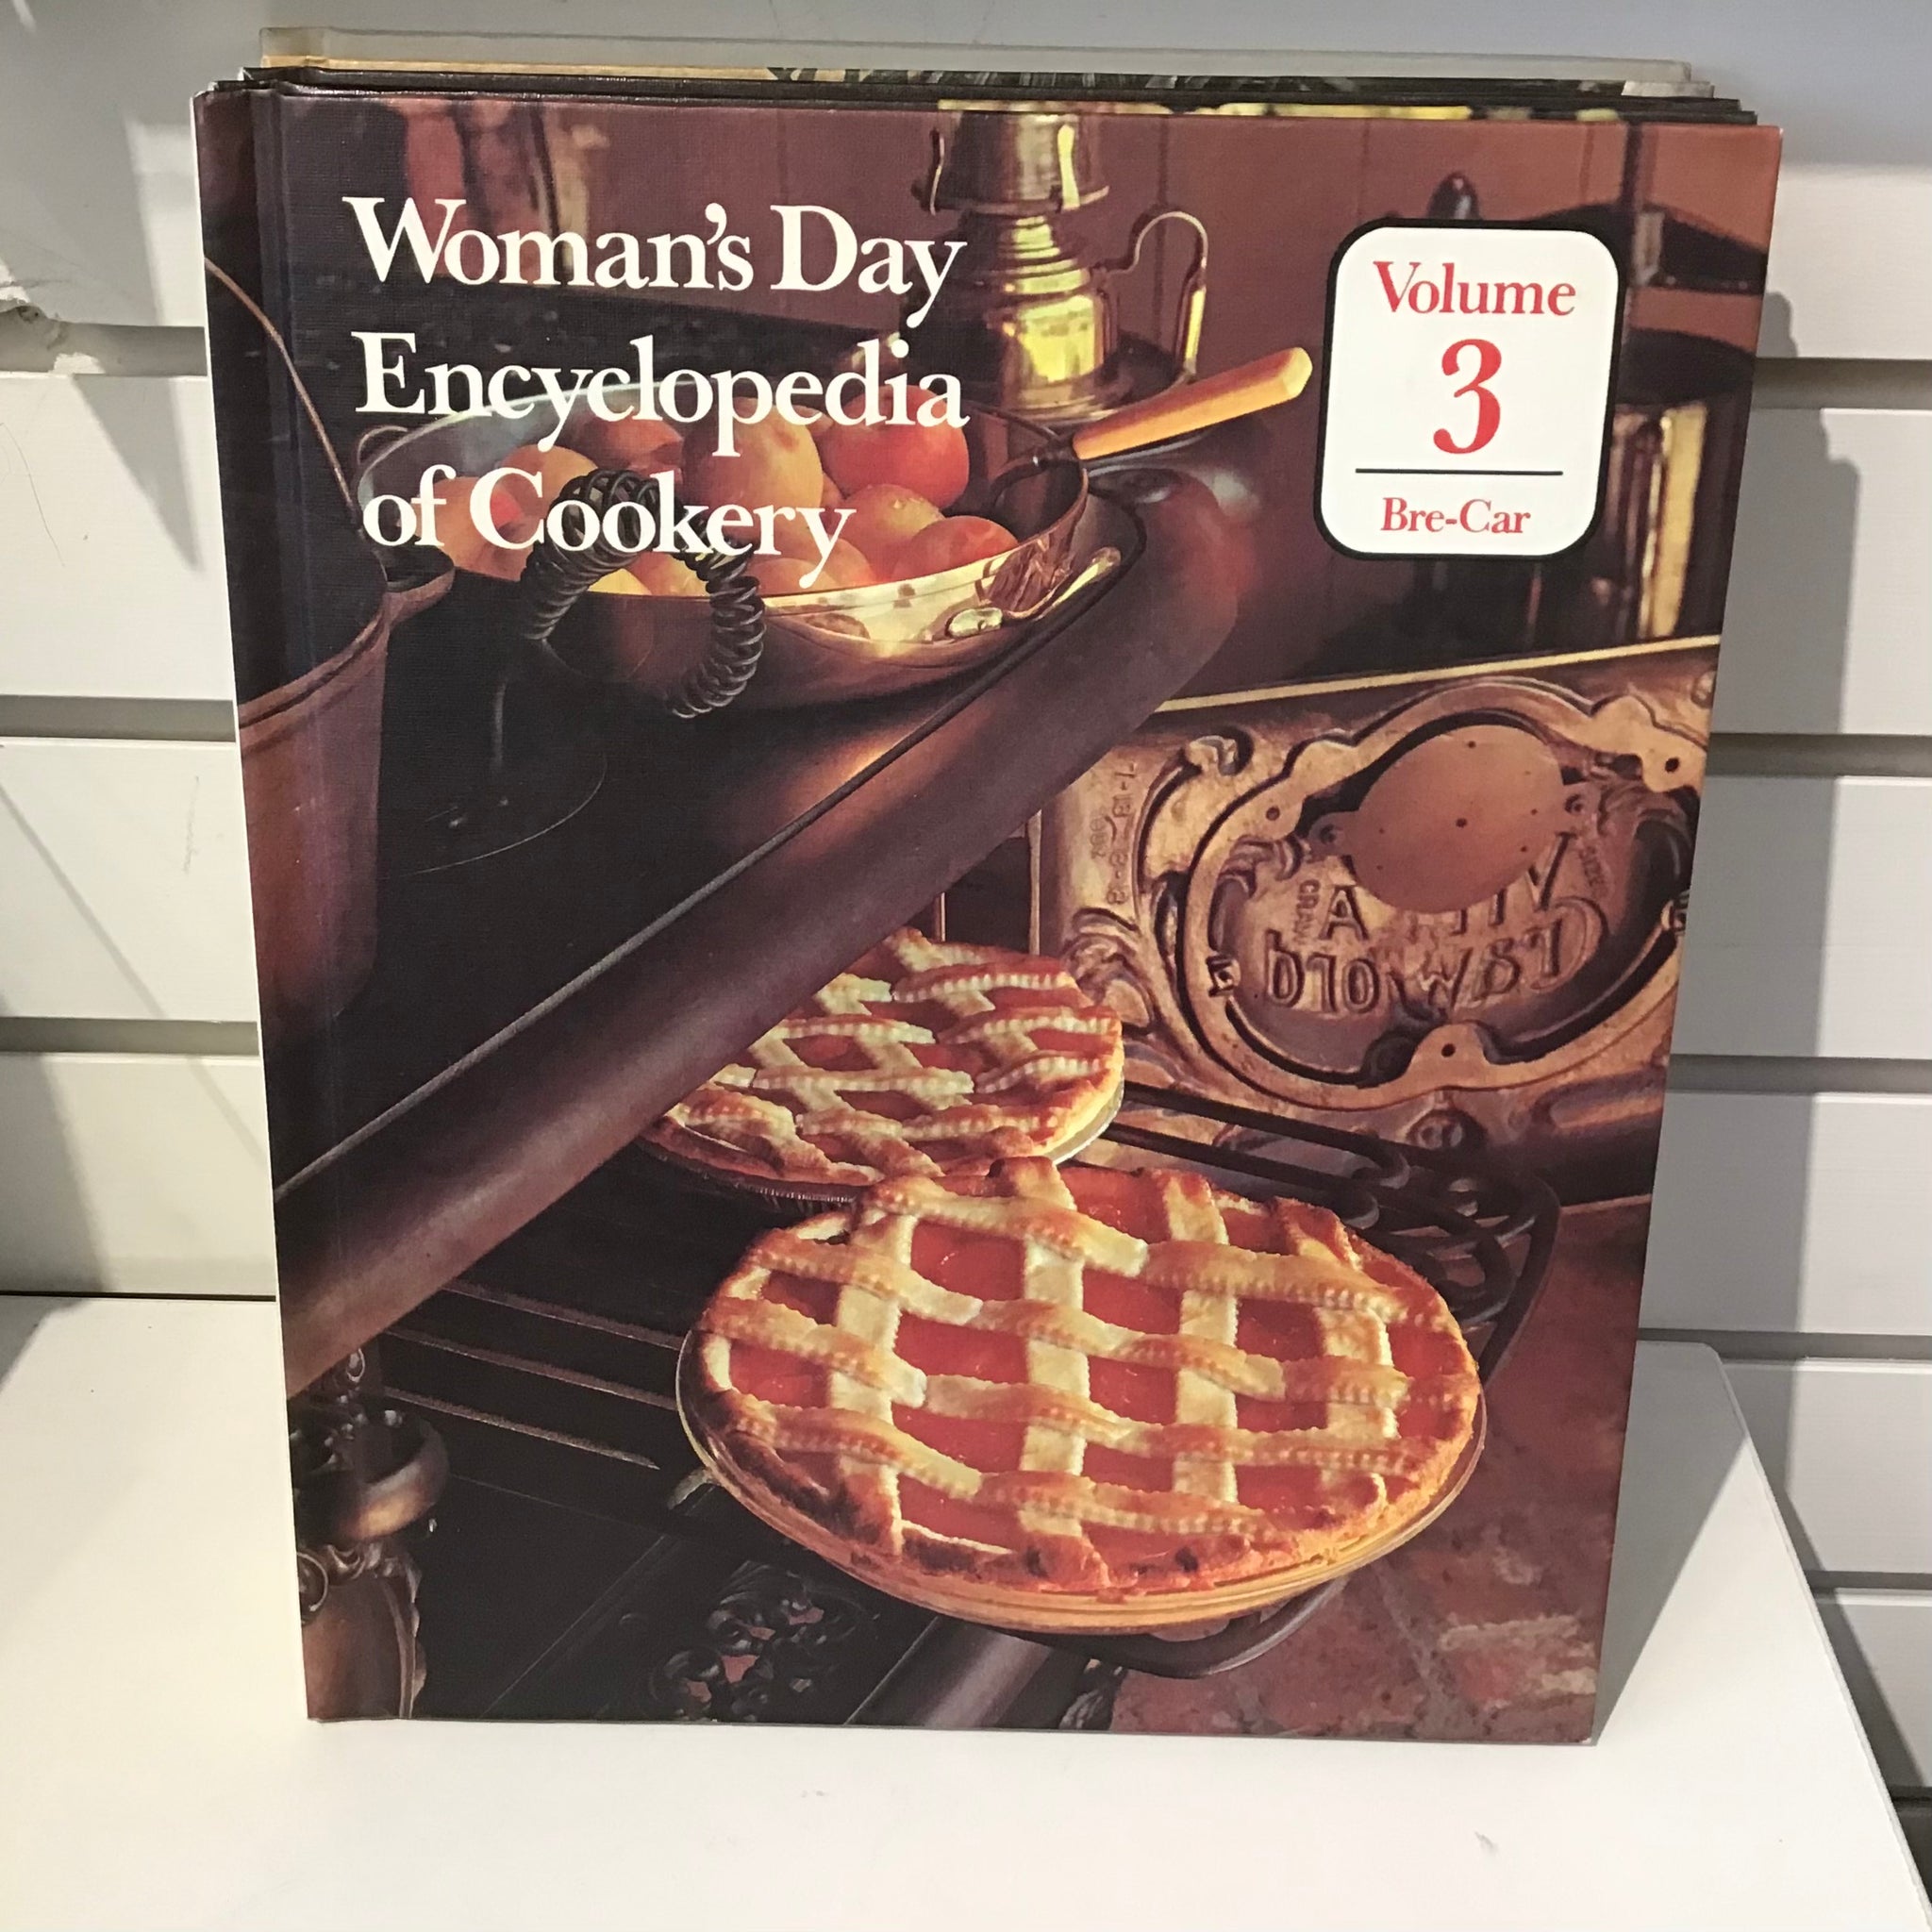 Woman's Day
Encyclopedia
of Cookery
Volume
3
Bre-Car